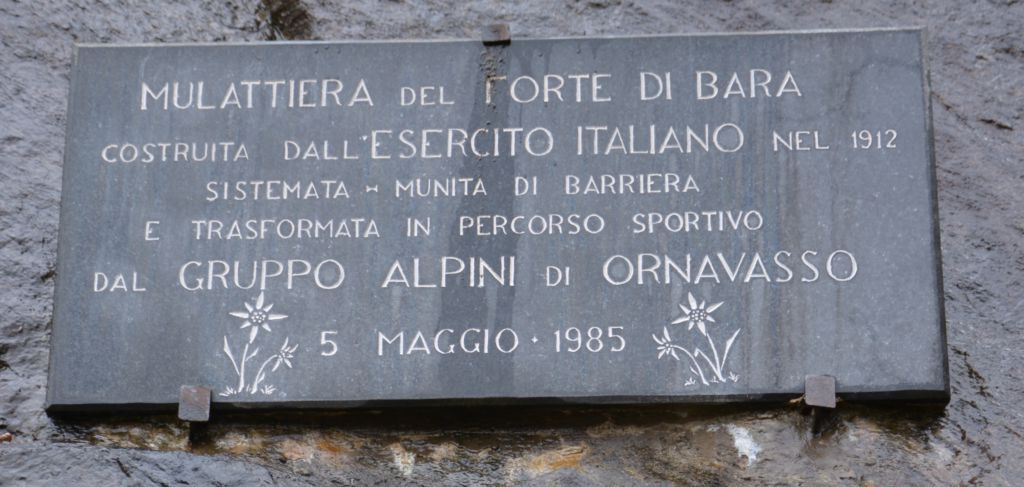 MULATTIERA DEL FORTE DI BARA
COSTRUITA DALL'ESERCITO ITALIANO NEL 1912
SISTEMATA - MUNITA DI BARRIERA
E TRASFORMATA IN PERCORSO SPORTIVO
DAL GRUPPO ALPINI DI ORNAVASSO
5 MAGGIO · 1985